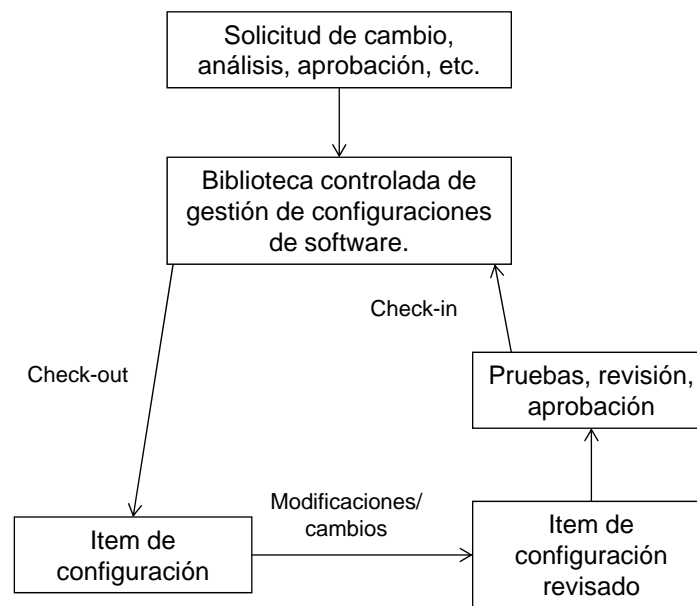 Solicitud de cambio,
análisis, aprobación, etc.
Biblioteca controlada de
gestión de configuraciones
de software.
Check-in
Check-out
Pruebas, revisión,
aprobación
Modificaciones/
cambios
Item de
configuración
Item de
configuración
revisado